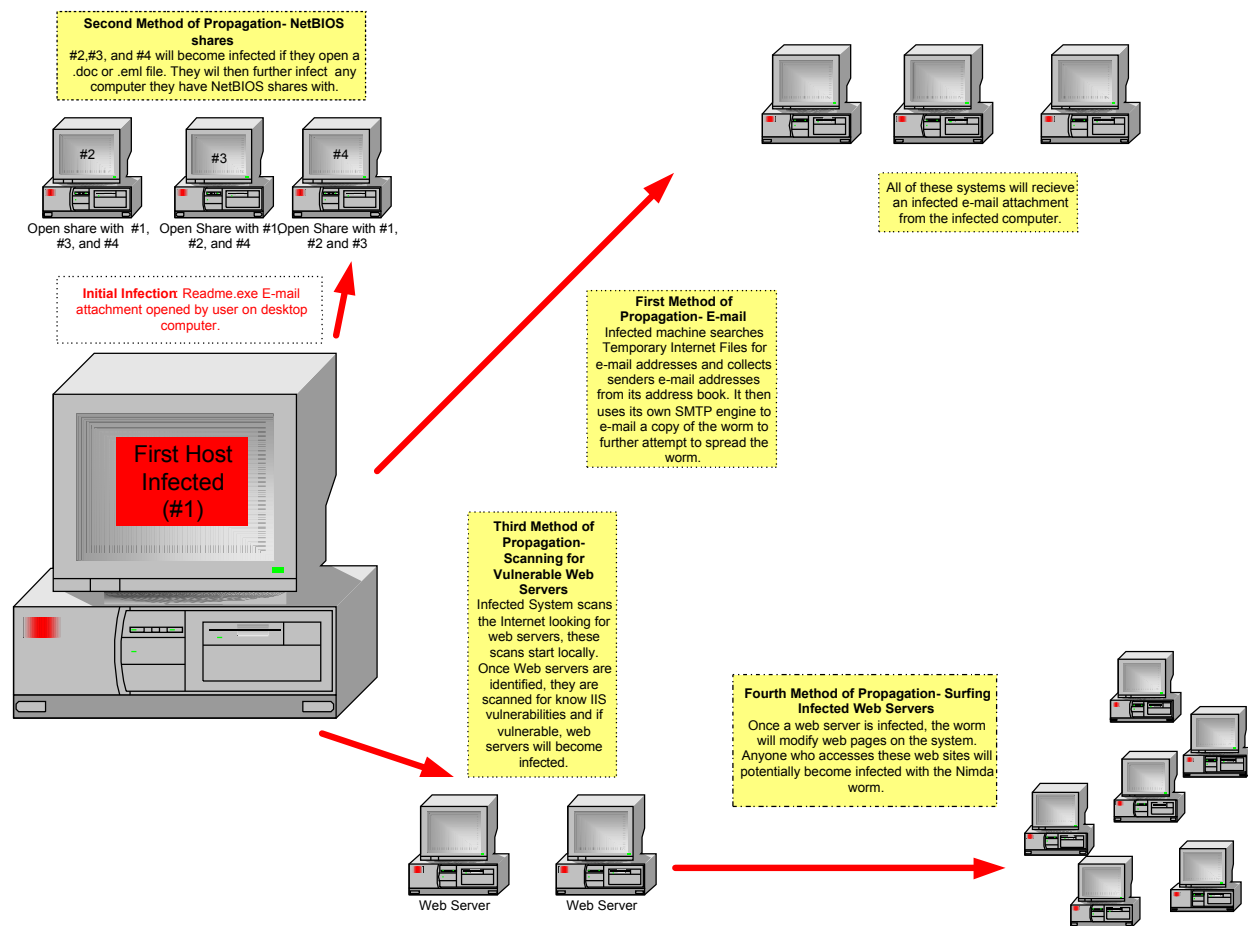 Second Method of Propagation- NetBIOS
shares
#2,#3, and #4 will become infected if they open a
.doc or .eml file. They wil then further infect any
computer they have NetBIOS shares with.
#2
#3
#4
Open share with #1,
#3, and #4
Open Share with #1
#2, and #4
Open Share with #1,
#2 and #3
All of these systems will recieve
an infected e-mail attachment
from the infected computer.
Initial Infection: Readme.exe E-mail
attachment opened by user on desktop
computer.
First Method of
Propagation- E-mail
Infected machine searches
Temporary Internet Files for
e-mail addresses and collects
senders e-mail addresses
from its address book. It then
uses its own SMTP engine to
e-mail a copy of the worm to
further attempt to spread the
worm.
First Host
Infected
(#1)
Third Method of
Propagation-
Scanning for
Vulnerable Web
Servers
Infected System scans
the Internet looking for
web servers, these
scans start locally.
Once Web servers are
identified, they are
scanned for know IIS
vulnerabilities and if
vulnerable, web
servers will become
infected.
Fourth Method of Propagation- Surfing
Infected Web Servers
Once a web server is infected, the worm
will modify web pages on the system.
Anyone who accesses these web sites will
potentially become infected with the Nimda
worm.
Web Server
Web Server